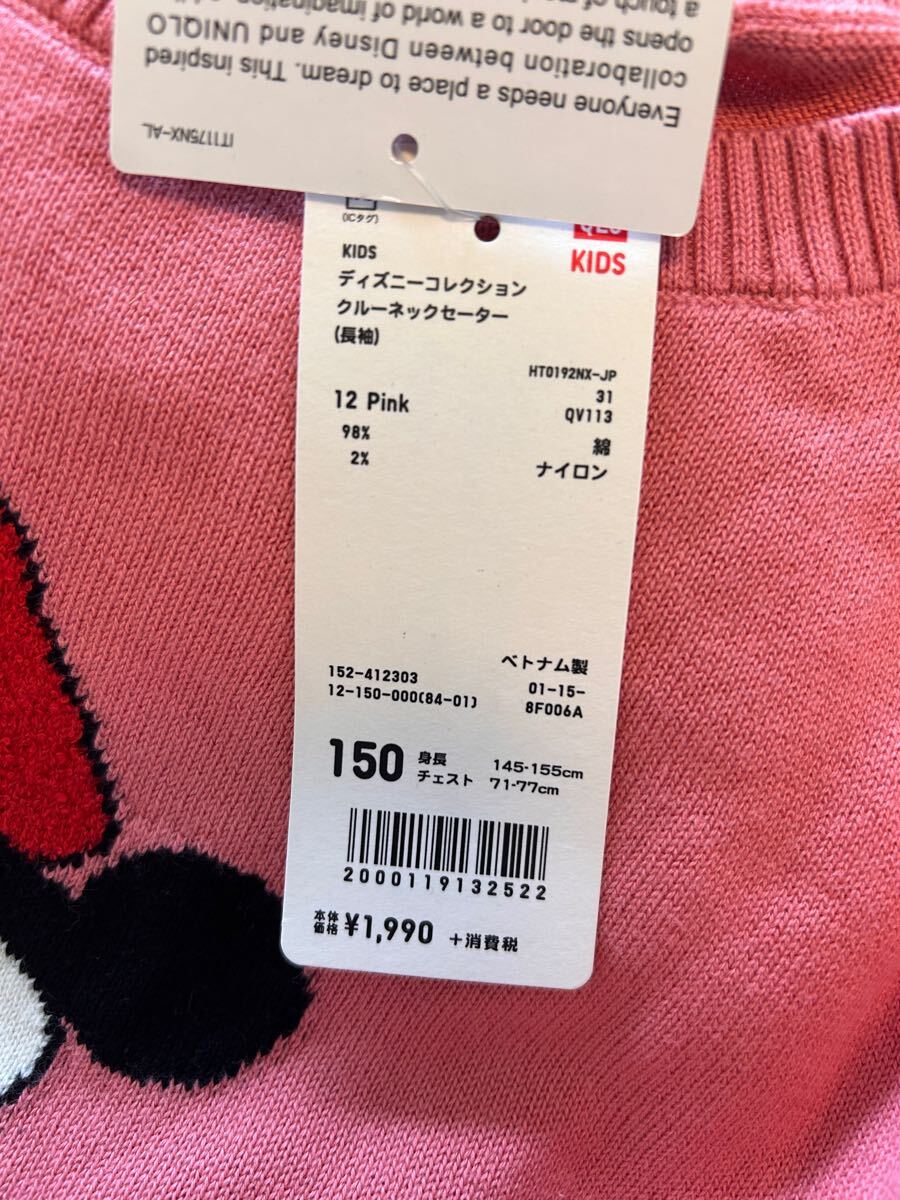 Everyone needs a place to dream. This inspired
collaboration between Disney and UNIQLO
opens the door to a world of imagination
a touch of
IT1175NX-AL
(ICタグ)
KIDS
KIDS
ディズニーコレクション
クルーネックセーター
(長袖)
HT0192NX-JP
31
12 Pink QV113
98% 綿
2% ナイロン
ベトナム製
152-412303 01-15-
12-150-000(84-01) 8F006A
150 身長 145-155cm
チェスト 71-77cm
2000119132522
本体価格 ¥1,990 +消費税